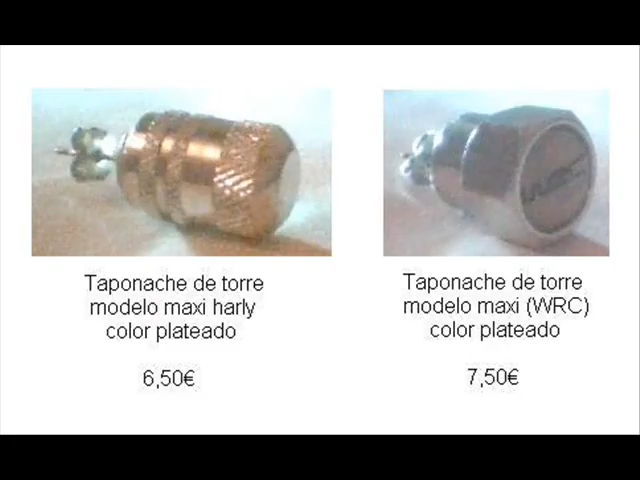 Taponache de torre
modelo maxi harly
color plateado
6,50€
Taponache de torre
modelo maxi (WRC)
color plateado
7,50€